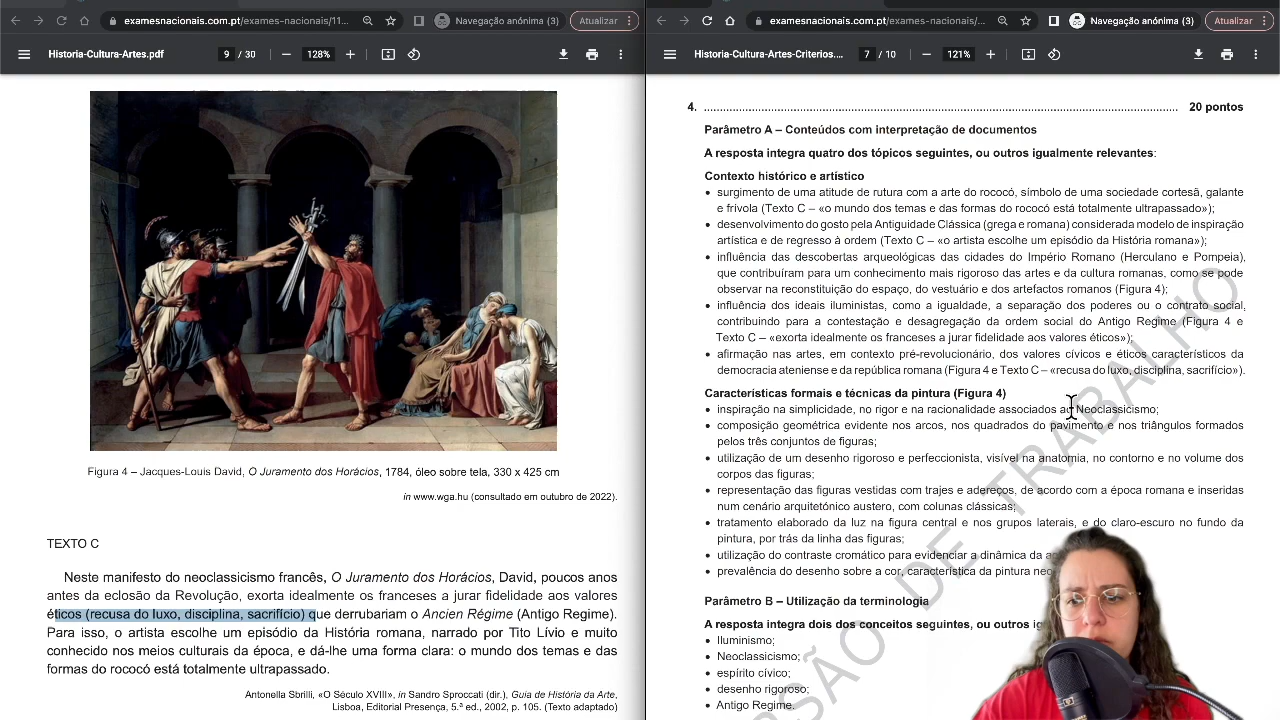 examesnacionais.com.pt/exames-nacionais/11...
Navegação anónima (3)
Atualizar
Historia-Cultura-Artes.pdf
9 / 30
128%
Figura 4 – Jacques-Louis David, O Juramento dos Horácios, 1784, óleo sobre tela, 330 x 425 cm
in www.wga.hu (consultado em outubro de 2022).
TEXTO C
Neste manifesto do neoclassicismo francês, O Juramento dos Horácios, David, poucos anos
antes da eclosão da Revolução, exorta idealmente os franceses a jurar fidelidade aos valores
éticos (recusa do luxo, disciplina, sacrifício) que derrubariam o Ancien Régime (Antigo Regime).
Para isso, o artista escolhe um episódio da História romana, narrado por Tito Lívio e muito
conhecido nos meios culturais da época, e dá-lhe uma forma clara: o mundo dos temas e das
formas do rococó está totalmente ultrapassado.
Antonella Sbrilli, «O Século XVIII», in Sandro Sproccati (dir.), Guia de História da Arte,
Lisboa, Editorial Presença, 5.ª ed., 2002, p. 105. (Texto adaptado)
examesnacionais.com.pt/exames-nacionais/...
Navegação anónima (3)
Atualizar
Historia-Cultura-Artes-Criterios....
7 / 10
121%
4. .......................................................................................................................................... 20 pontos
Parâmetro A – Conteúdos com interpretação de documentos
A resposta integra quatro dos tópicos seguintes, ou outros igualmente relevantes:
Contexto histórico e artístico
• surgimento de uma atitude de rutura com a arte do rococó, símbolo de uma sociedade cortesã, galante
e frívola (Texto C – «o mundo dos temas e das formas do rococó está totalmente ultrapassado»);
• desenvolvimento do gosto pela Antiguidade Clássica (grega e romana) considerada modelo de inspiração
artística e de regresso à ordem (Texto C – «o artista escolhe um episódio da História romana»);
• influência das descobertas arqueológicas das cidades do Império Romano (Herculano e Pompeia),
que contribuíram para um conhecimento mais rigoroso das artes e da cultura romanas, como se pode
observar na reconstituição do espaço, do vestuário e dos artefactos romanos (Figura 4);
• influência dos ideais iluministas, como a igualdade, a separação dos poderes ou o contrato social,
contribuindo para a contestação e desagregação da ordem social do Antigo Regime (Figura 4 e
Texto C – «exorta idealmente os franceses a jurar fidelidade aos valores éticos»);
• afirmação nas artes, em contexto pré-revolucionário, dos valores cívicos e éticos característicos da
democracia ateniense e da república romana (Figura 4 e Texto C – «recusa do luxo, disciplina, sacrifício»).
Características formais e técnicas da pintura (Figura 4)
• inspiração na simplicidade, no rigor e na racionalidade associados ao Neoclassicismo;
• composição geométrica evidente nos arcos, nos quadrados do pavimento e nos triângulos formados
pelos três conjuntos de figuras;
• utilização de um desenho rigoroso e perfeccionista, visível na anatomia, no contorno e no volume dos
corpos das figuras;
• representação das figuras vestidas com trajes e adereços, de acordo com a época romana e inseridas
num cenário arquitetónico austero, com colunas clássicas;
• tratamento elaborado da luz na figura central e nos grupos laterais, e do claro-escuro no fundo da
pintura, por trás da linha das figuras;
• utilização do contraste cromático para evidenciar a dinâmica da
• prevalência do desenho sobre a cor, característica da pintura
Parâmetro B – Utilização da terminologia
A resposta integra dois dos conceitos seguintes, ou outros
• Iluminismo;
• Neoclassicismo;
• espírito cívico;
• desenho rigoroso;
• Antigo Regime.
VERSÃO DE TRABALHO